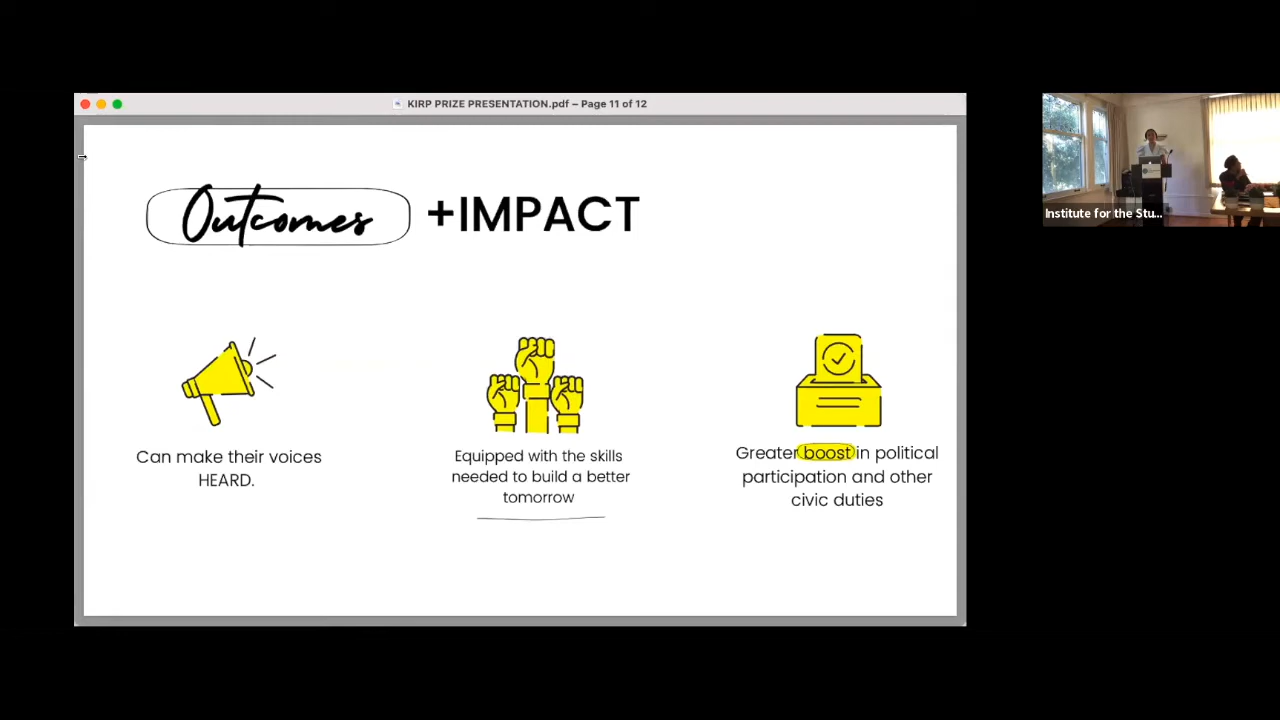 KIRP PRIZE PRESENTATION.pdf – Page 11 of 12
Outcomes +IMPACT
Can make their voices
HEARD.
Equipped with the skills
needed to build a better
tomorrow
Greater boost in political
participation and other
civic duties
Institute for the Stu...